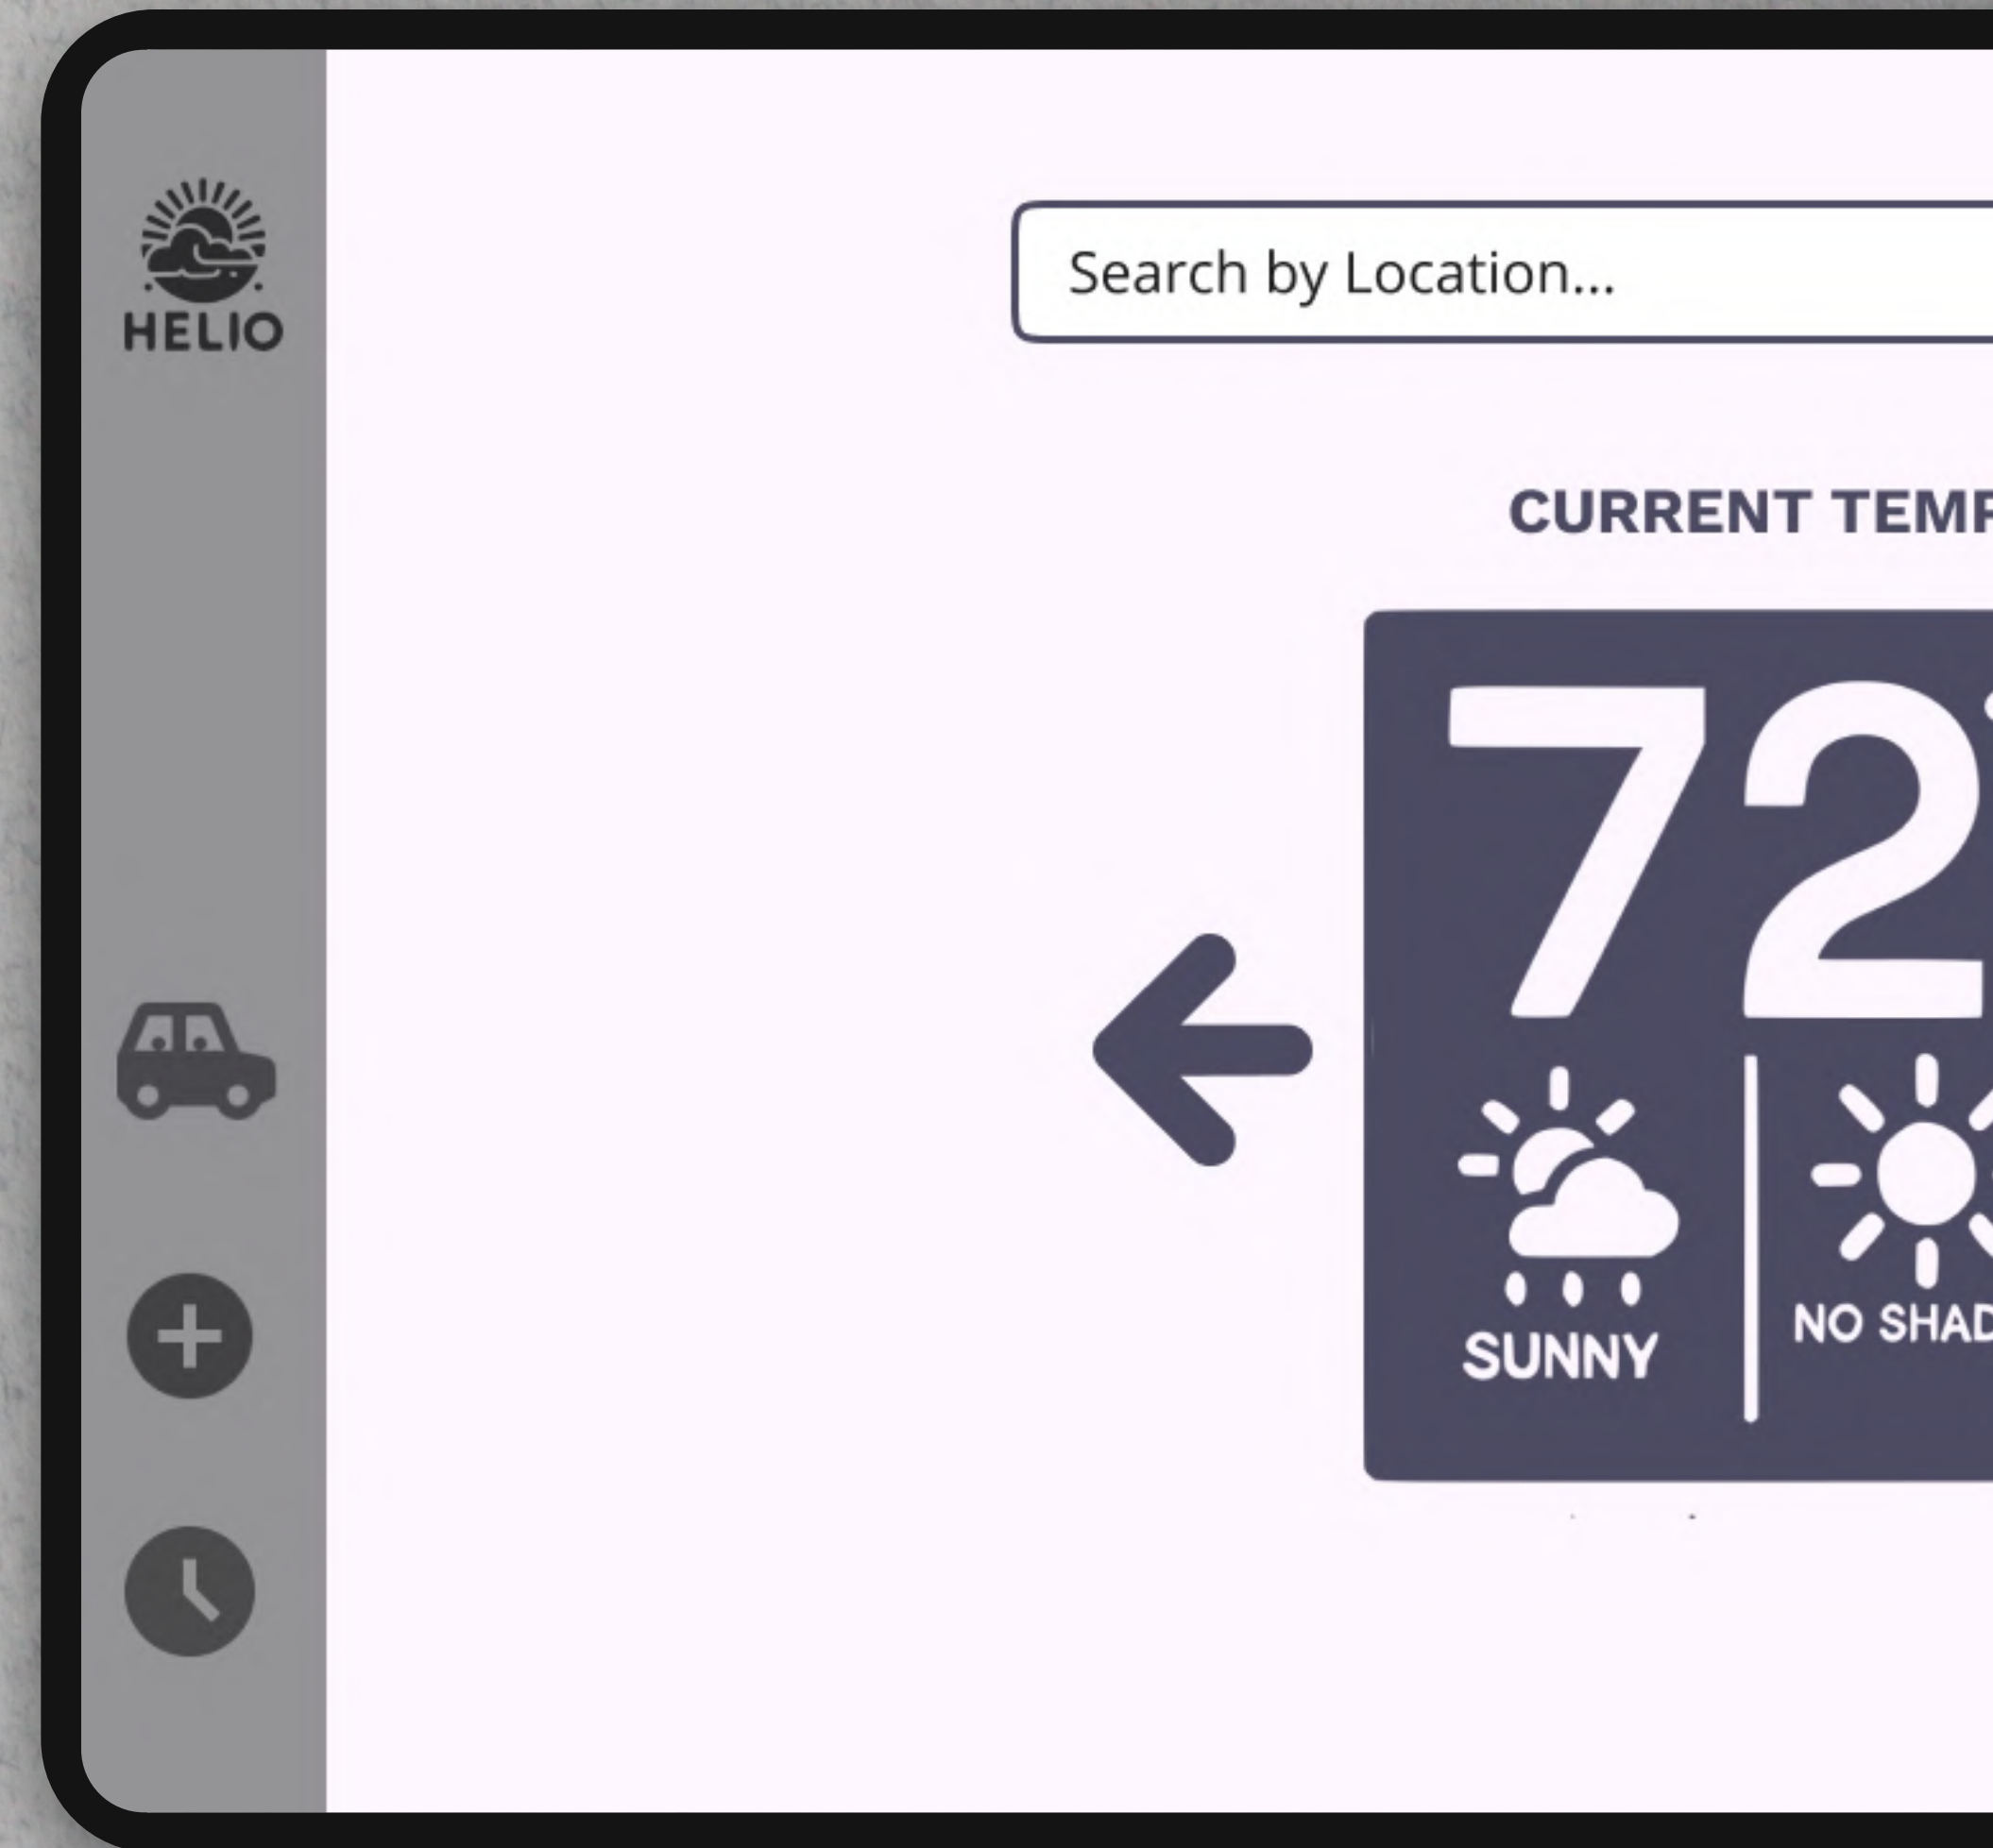 HELIO
Search by Location...
CURRENT TEMP
72°
SUNNY
NO SHAD